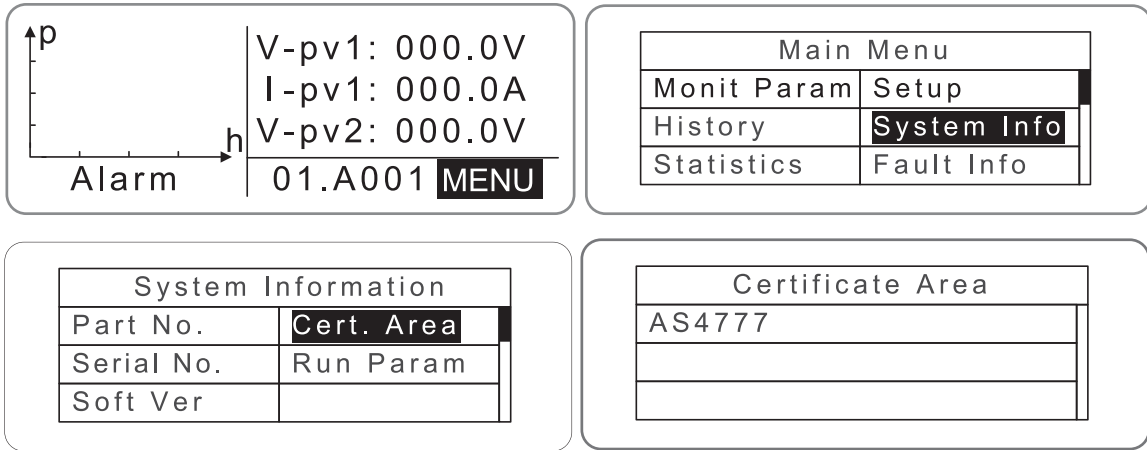 p
V-pv1: 000.0V
I-pv1: 000.0A
V-pv2: 000.0V
h
Alarm 01.A001 MENU
Main Menu
Monit Param Setup
History System Info
Statistics Fault Info
System Information
Part No. Cert. Area
Serial No. Run Param
Soft Ver
Certificate Area
AS4777